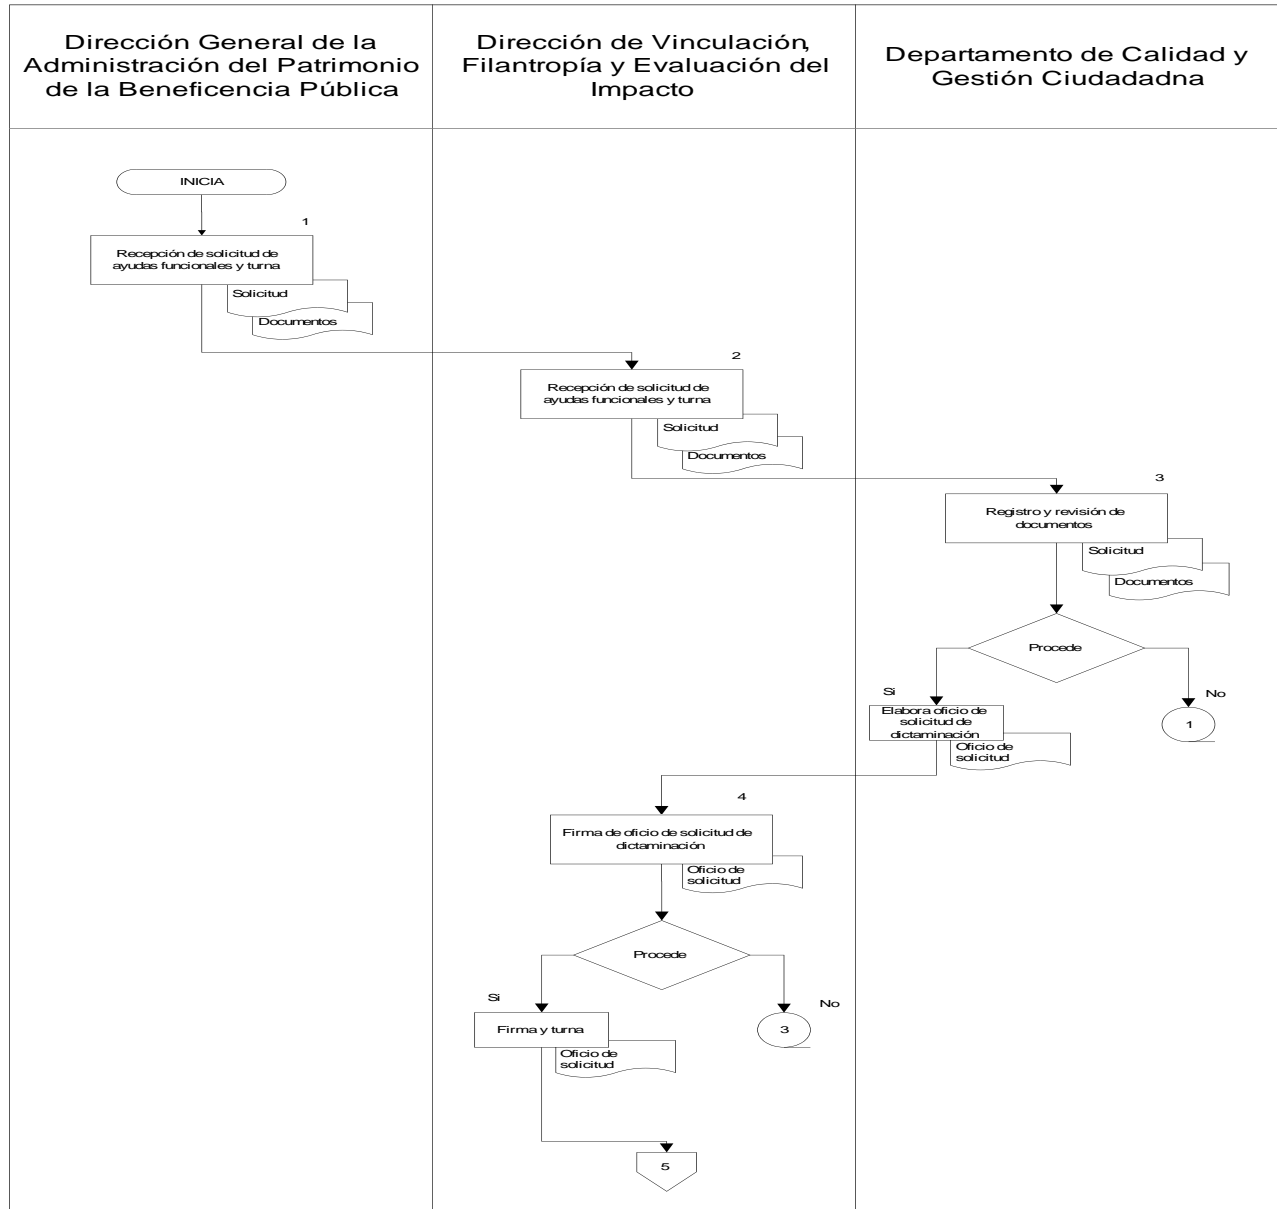 Dirección General de la
Administración del Patrimonio
de la Beneficencia Pública
Dirección de Vinculación,
Filantropía y Evaluación del
Impacto
Departamento de Calidad y
Gestión Ciudadadna
INICIA
1
Recepción de solicitud de
ayudas funcionales y turna
Solicitud
Documentos
2
Recepción de solicitud de
ayudas funcionales y turna
Solicitud
Documentos
3
Registro y revisión de
documentos
Solicitud
Documentos
Procede
Si
No
Elabora oficio de
solicitud de
dictaminación
1
Oficio de
solicitud
4
Firma de oficio de solicitud de
dictaminación
Oficio de
solicitud
Procede
Si
No
Firma y turna
3
Oficio de
solicitud
5